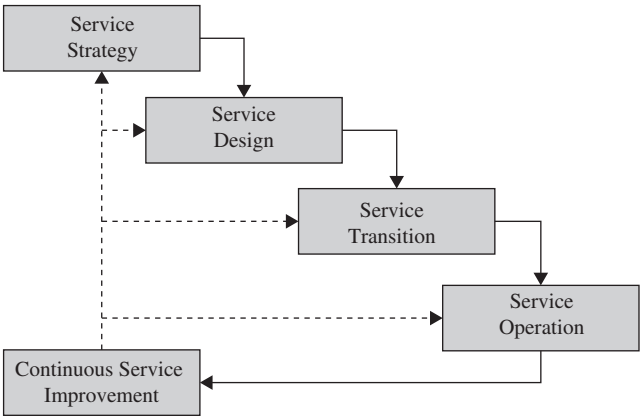 Service
Strategy
Service
Design
Service
Transition
Service
Operation
Continuous Service
Improvement